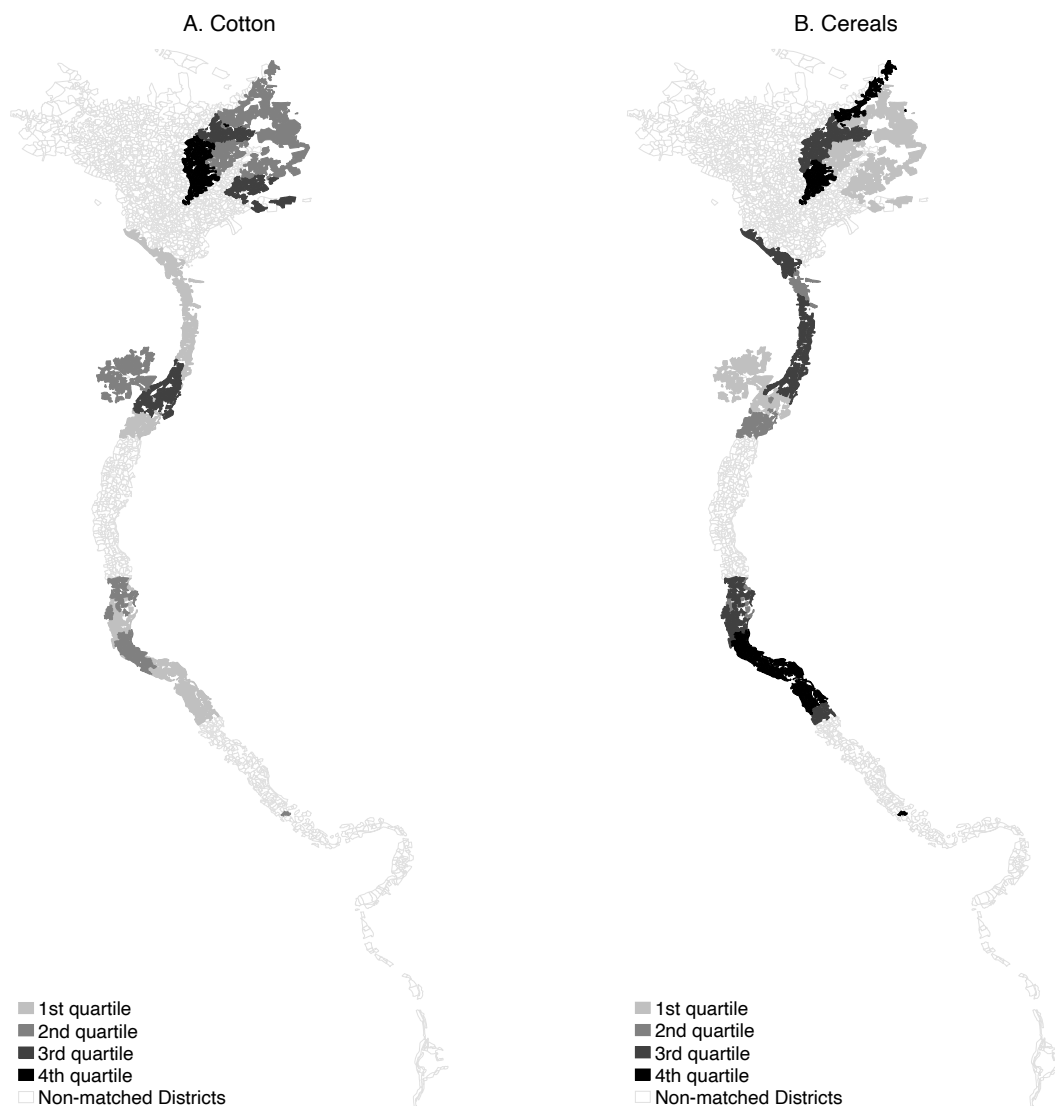 A. Cotton
B. Cereals
1st quartile
2nd quartile
3rd quartile
4th quartile
Non-matched Districts
1st quartile
2nd quartile
3rd quartile
4th quartile
Non-matched Districts